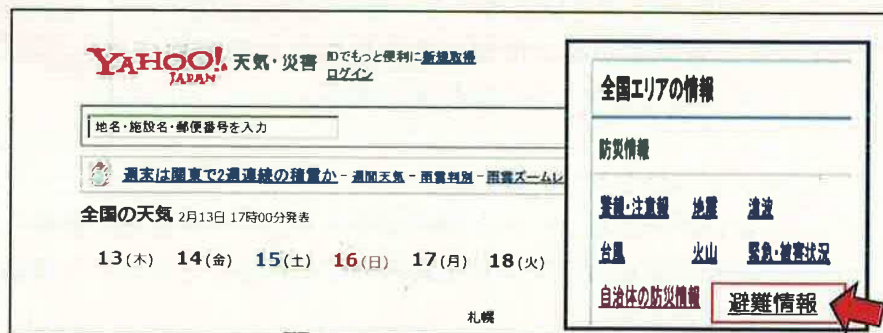 YAHOO! JAPAN 天気・災害 IDでもっと便利に新規取得
ログイン
地名・施設名・郵便番号を入力
週末は関東で2週連続の積雪か - 週間天気 - 雨雪判別 - 雨雲ズームレ
全国の天気 2月13日 17時00分発表
13(木) 14(金) 15(土) 16(日) 17(月) 18(火)
札幌
全国エリアの情報
防災情報
警報・注意報 地震 津波
台風 火山 緊急・被害状況
自治体の防災情報 避難情報